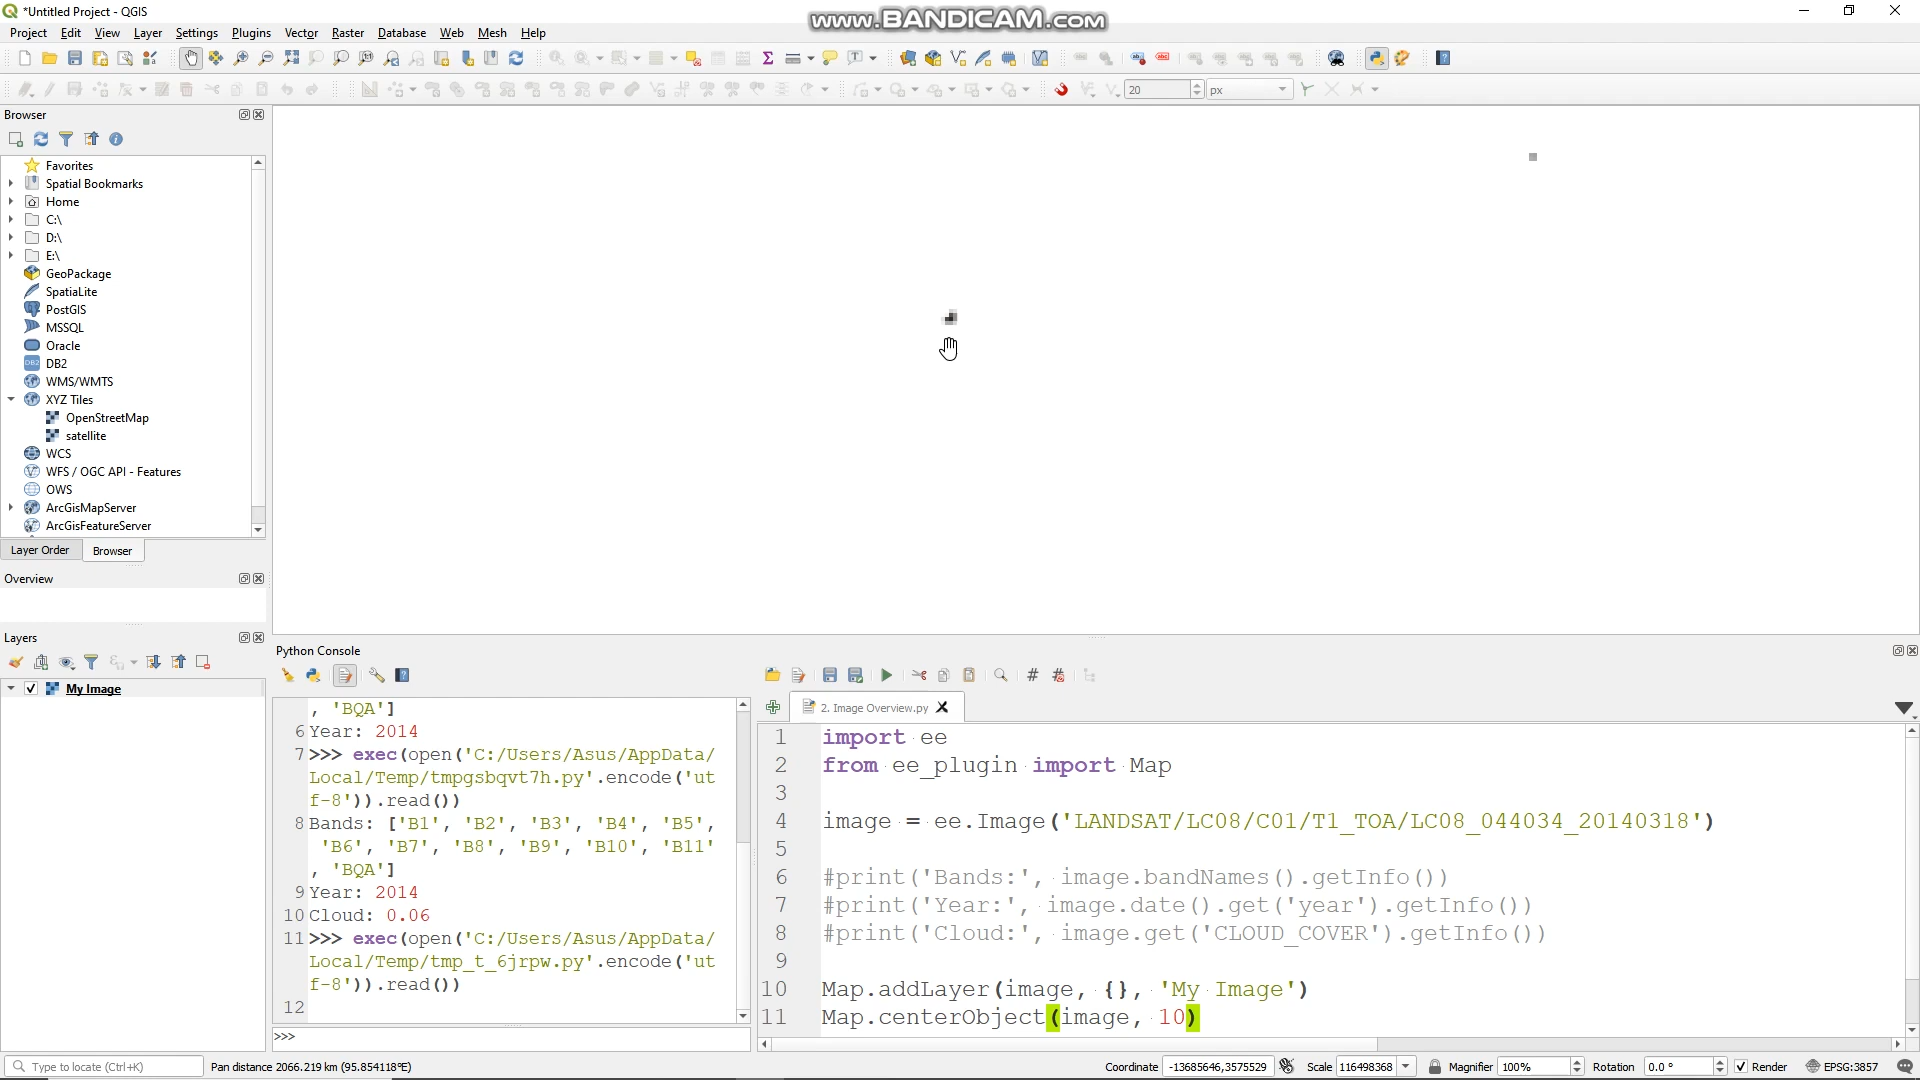 *Untitled Project - QGIS
www.BANDICAM.com
Project Edit View Layer Settings Plugins Vector Raster Database Web Mesh Help
20 px
Browser
Favorites
Spatial Bookmarks
Home
C:\
D:\
E:\
GeoPackage
SpatiaLite
PostGIS
MSSQL
Oracle
DB2
WMS/WMTS
XYZ Tiles
OpenStreetMap
satellite
WCS
WFS / OGC API - Features
OWS
ArcGisMapServer
ArcGisFeatureServer
Layer Order Browser
Overview
Layers
My Image
Python Console
, 'BQA']
6 Year: 2014
7 >>> exec(open('C:/Users/Asus/AppData/
Local/Temp/tmpgsbqvt7h.py'.encode('ut
f-8')).read())
8 Bands: ['B1', 'B2', 'B3', 'B4', 'B5',
'B6', 'B7', 'B8', 'B9', 'B10', 'B11'
, 'BQA']
9 Year: 2014
10 Cloud: 0.06
11 >>> exec(open('C:/Users/Asus/AppData/
Local/Temp/tmp_t_6jrpw.py'.encode('ut
f-8')).read())
12
>>>
2. Image Overview.py
1 import ee
2 from ee_plugin import Map
3
4 image = ee.Image('LANDSAT/LC08/C01/T1_TOA/LC08_044034_20140318')
5
6 #print('Bands:', image.bandNames().getInfo())
7 #print('Year:', image.date().get('year').getInfo())
8 #print('Cloud:', image.get('CLOUD_COVER').getInfo())
9
10 Map.addLayer(image, {}, 'My Image')
11 Map.centerObject(image, 10)
Type to locate (Ctrl+K) Pan distance 2066.219 km (95.854118°E) Coordinate -13685646,3575529 Scale 116498368 Magnifier 100% Rotation 0.0 ° Render EPSG:3857